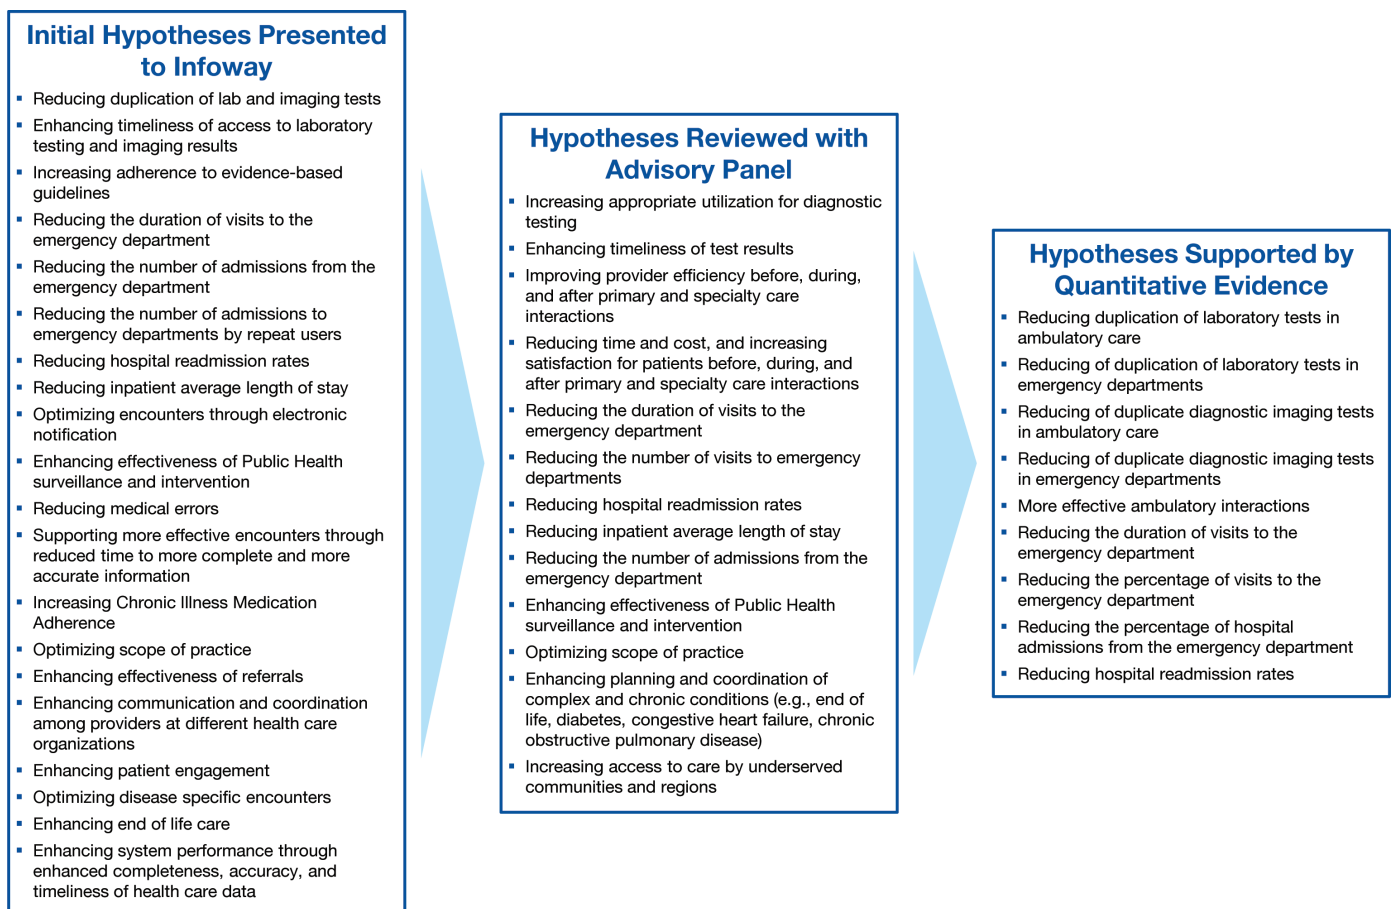 Initial Hypotheses Presented
to Infoway
▪ Reducing duplication of lab and imaging tests
▪ Enhancing timeliness of access to laboratory
testing and imaging results
▪ Increasing adherence to evidence-based
guidelines
▪ Reducing the duration of visits to the
emergency department
▪ Reducing the number of admissions from the
emergency department
▪ Reducing the number of admissions to
emergency departments by repeat users
▪ Reducing hospital readmission rates
▪ Reducing inpatient average length of stay
▪ Optimizing encounters through electronic
notification
▪ Enhancing effectiveness of Public Health
surveillance and intervention
▪ Reducing medical errors
▪ Supporting more effective encounters through
reduced time to more complete and more
accurate information
▪ Increasing Chronic Illness Medication
Adherence
▪ Optimizing scope of practice
▪ Enhancing effectiveness of referrals
▪ Enhancing communication and coordination
among providers at different health care
organizations
▪ Enhancing patient engagement
▪ Optimizing disease specific encounters
▪ Enhancing end of life care
▪ Enhancing system performance through
enhanced completeness, accuracy, and
timeliness of health care data
Hypotheses Reviewed with
Advisory Panel
▪ Increasing appropriate utilization for diagnostic
testing
▪ Enhancing timeliness of test results
▪ Improving provider efficiency before, during,
and after primary and specialty care
interactions
▪ Reducing time and cost, and increasing
satisfaction for patients before, during, and
after primary and specialty care interactions
▪ Reducing the duration of visits to the
emergency department
▪ Reducing the number of visits to emergency
departments
▪ Reducing hospital readmission rates
▪ Reducing inpatient average length of stay
▪ Reducing the number of admissions from the
emergency department
▪ Enhancing effectiveness of Public Health
surveillance and intervention
▪ Optimizing scope of practice
▪ Enhancing planning and coordination of
complex and chronic conditions (e.g., end of
life, diabetes, congestive heart failure, chronic
obstructive pulmonary disease)
▪ Increasing access to care by underserved
communities and regions
Hypotheses Supported by
Quantitative Evidence
▪ Reducing duplication of laboratory tests in
ambulatory care
▪ Reducing of duplication of laboratory tests in
emergency departments
▪ Reducing of duplicate diagnostic imaging tests
in ambulatory care
▪ Reducing of duplicate diagnostic imaging tests
in emergency departments
▪ More effective ambulatory interactions
▪ Reducing the duration of visits to the
emergency department
▪ Reducing the percentage of visits to the
emergency department
▪ Reducing the percentage of hospital
admissions from the emergency department
▪ Reducing hospital readmission rates